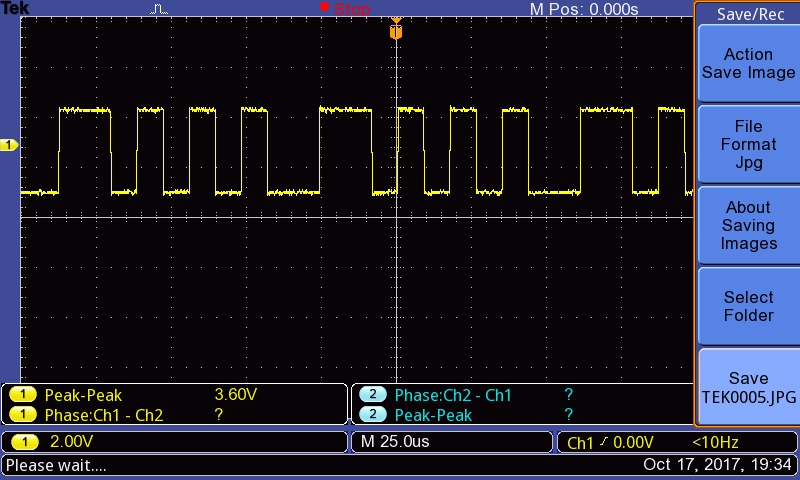 Tek
Stop
M Pos: 0.000s
Save/Rec
T
Action
Save Image
File
Format
Jpg
1
About
Saving
Images
Select
Folder
Save
TEK0005.JPG
1 Peak-Peak 3.60V
1 Phase:Ch1 - Ch2 ?
2 Phase:Ch2 - Ch1 ?
2 Peak-Peak ?
1 2.00V
M 25.0us
Ch1 / 0.00V <10Hz
Please wait....
Oct 17, 2017, 19:34